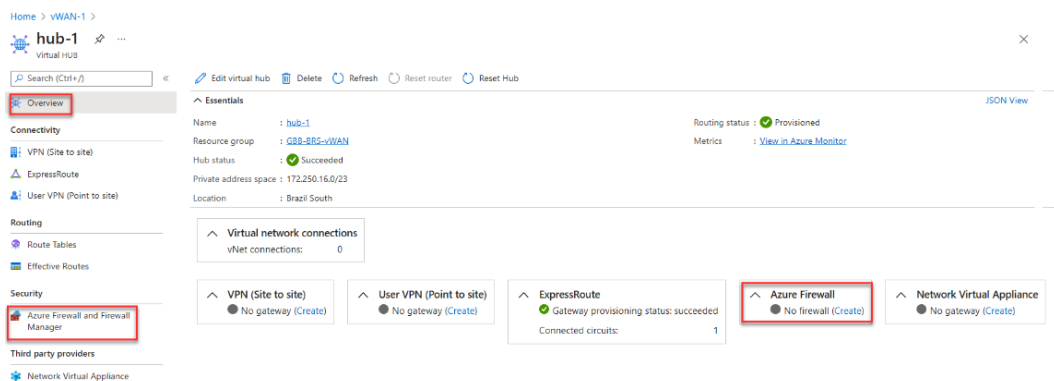 Home > vWAN-1 >
hub-1
Virtual HUB
Search (Ctrl+/)
«
Edit virtual hub Delete Refresh Reset router Reset Hub
Overview
Essentials JSON View
Connectivity
Name : hub-1 Routing status : Provisioned
VPN (Site to site)
Resource group : GBB-BRS-vWAN Metrics : View in Azure Monitor
Hub status : Succeeded
ExpressRoute
Private address space : 172.250.16.0/23
User VPN (Point to site)
Location : Brazil South
Routing
Virtual network connections
Route Tables
vNet connections: 0
Effective Routes
Security
VPN (Site to site) User VPN (Point to site) ExpressRoute Azure Firewall Network Virtual Appliance
No gateway (Create) No gateway (Create) Gateway provisioning status: succeeded No firewall (Create) No gateway (Create)
Azure Firewall and Firewall
Manager
Connected circuits: 1
Third party providers
Network Virtual Appliance